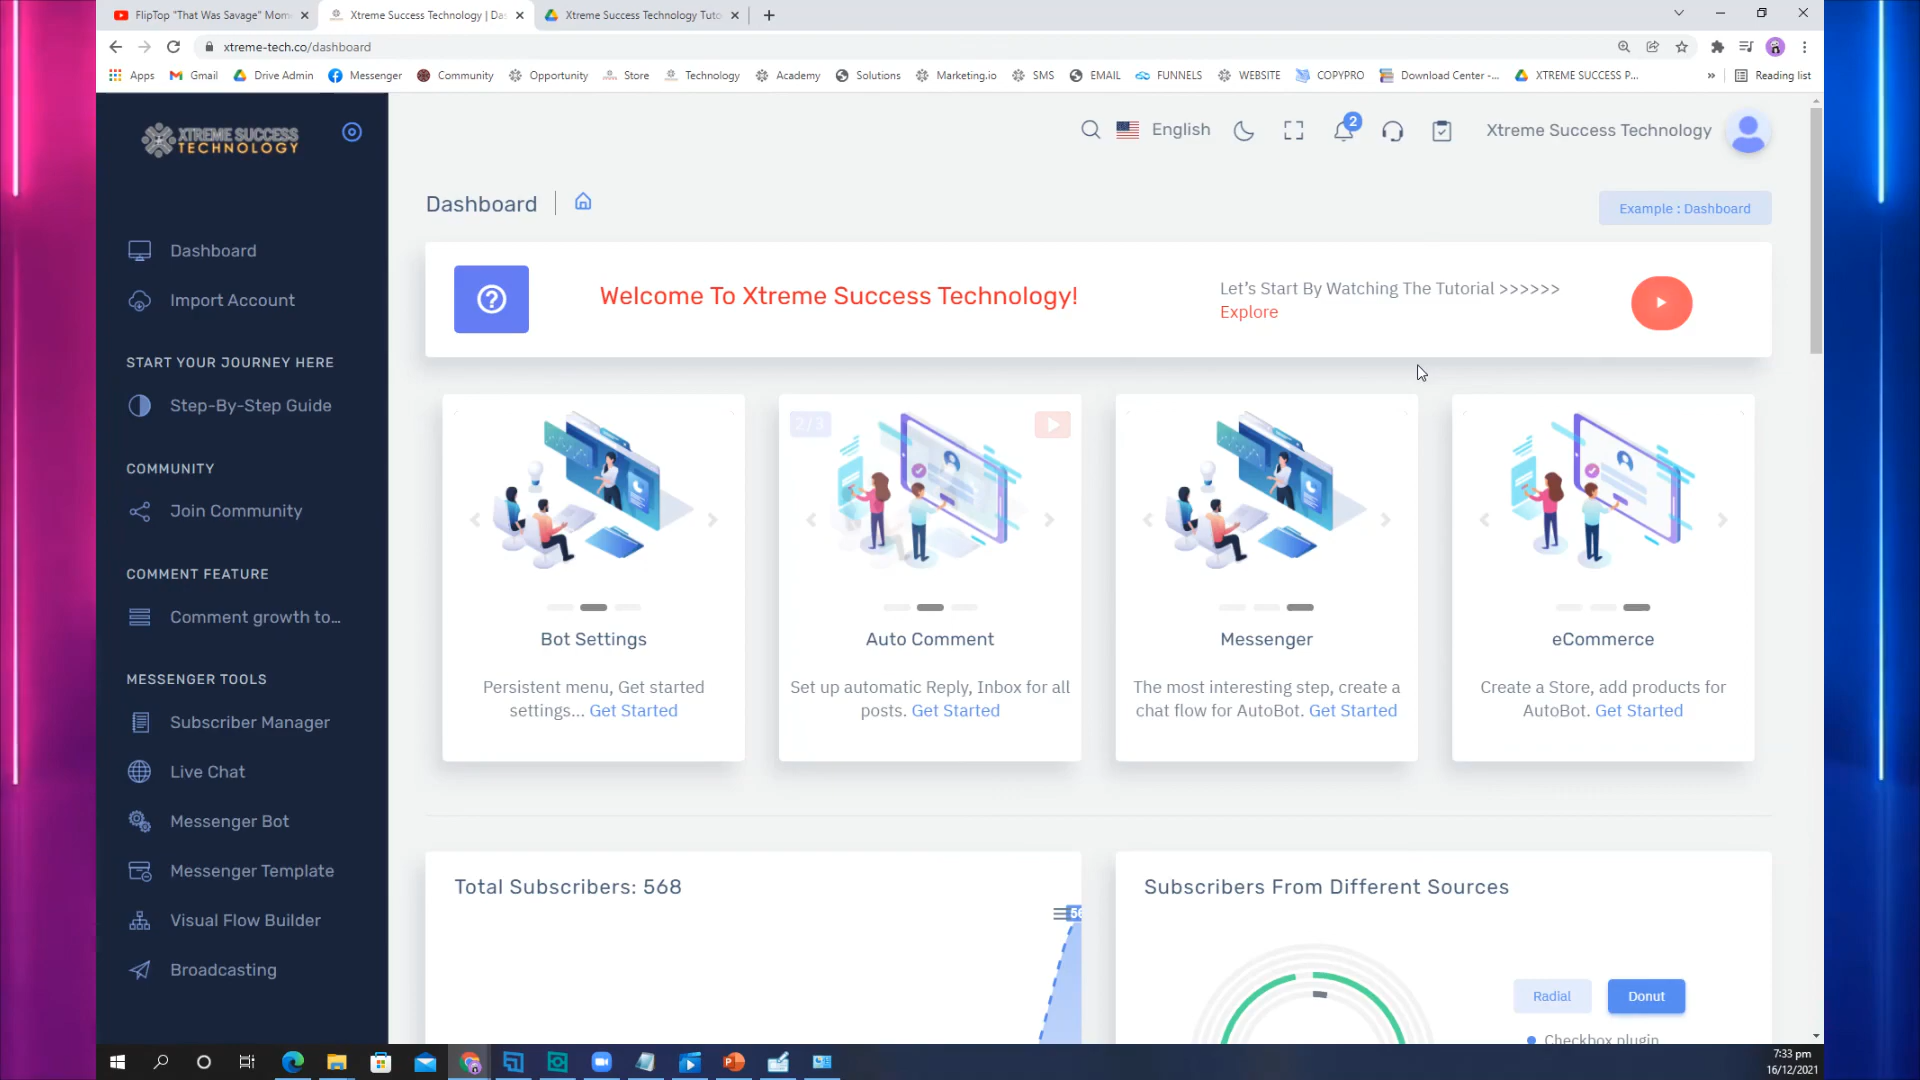 FlipTop "That Was Savage" Mom
Xtreme Success Technology | Das
Xtreme Success Technology Tuto
xtreme-tech.co/dashboard
Apps
Gmail
Drive Admin
Messenger
Community
Opportunity
Store
Technology
Academy
Solutions
Marketing.io
SMS
EMAIL
FUNNELS
WEBSITE
COPYPRO
Download Center -...
XTREME SUCCESS P...
»
Reading list
XTREME SUCCESS
TECHNOLOGY
English
2
Xtreme Success Technology
Dashboard
Example : Dashboard
Welcome To Xtreme Success Technology!
Let's Start By Watching The Tutorial >>>>>>
Explore
Dashboard
Import Account
START YOUR JOURNEY HERE
Step-By-Step Guide
COMMUNITY
Join Community
COMMENT FEATURE
Comment growth to...
MESSENGER TOOLS
Subscriber Manager
Live Chat
Messenger Bot
Messenger Template
Visual Flow Builder
Broadcasting
Bot Settings
Persistent menu, Get started
settings... Get Started
2/3
Auto Comment
Set up automatic Reply, Inbox for all
posts. Get Started
Messenger
The most interesting step, create a
chat flow for AutoBot. Get Started
eCommerce
Create a Store, add products for
AutoBot. Get Started
Total Subscribers: 568
56
Subscribers From Different Sources
Radial
Donut
Checkbox plugin
7:33 pm
16/12/2021